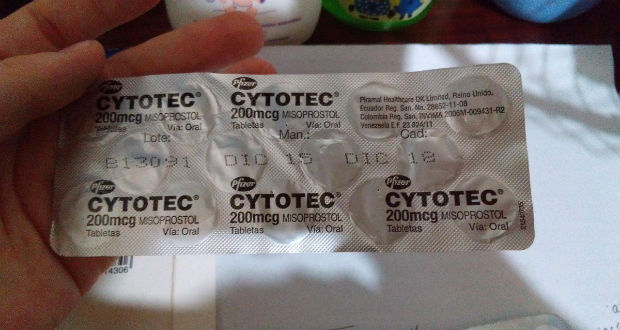 Pfizer Pfizer
CYTOTEC® CYTOTEC® Piramal Healthcare UK Limited, Reino Unido.
200mcg MISOPROSTOL 200mcg MISOPROSTOL Ecuador Reg. San. No. 28852-11-08
Tabletas Vía: Oral Tabletas Vía: Oral Colombia Reg. San. INVIMA 2006M-009431-R2
Venezuela E.F. 23.824/11
Lote: Man.: Cad:
B13091 DIC 15 DIC 18
Pfizer Pfizer Pfizer
CYTOTEC® CYTOTEC® CYTOTEC®
200mcg MISOPROSTOL 200mcg MISOPROSTOL 200mcg MISOPROSTOL
Tabletas Vía: Oral Tabletas Vía: Oral Tabletas Vía: Oral
4306